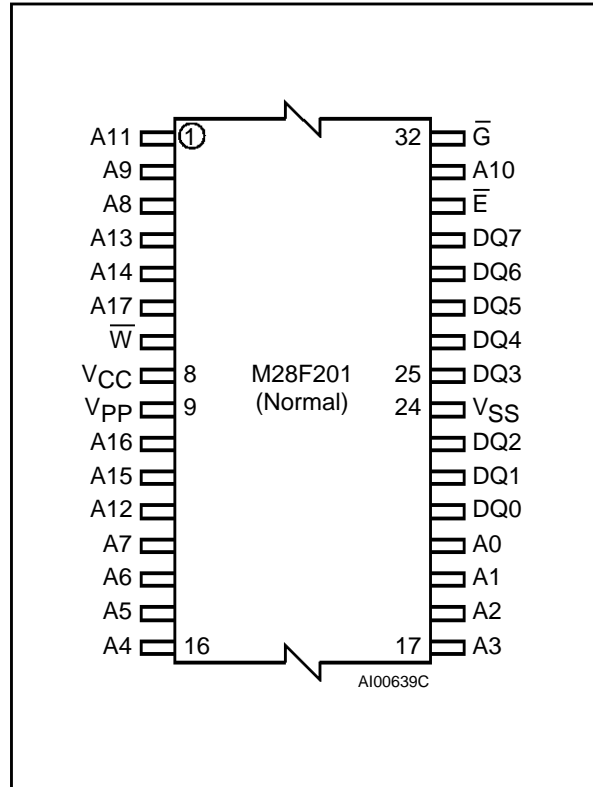 A11 1 32 G̅
A9 A10
A8 E̅
A13 DQ7
A14 DQ6
A17 DQ5
W̅ DQ4
VCC 8 M28F201 25 DQ3
VPP 9 (Normal) 24 VSS
A16 DQ2
A15 DQ1
A12 DQ0
A7 A0
A6 A1
A5 A2
A4 16 17 A3
AI00639C